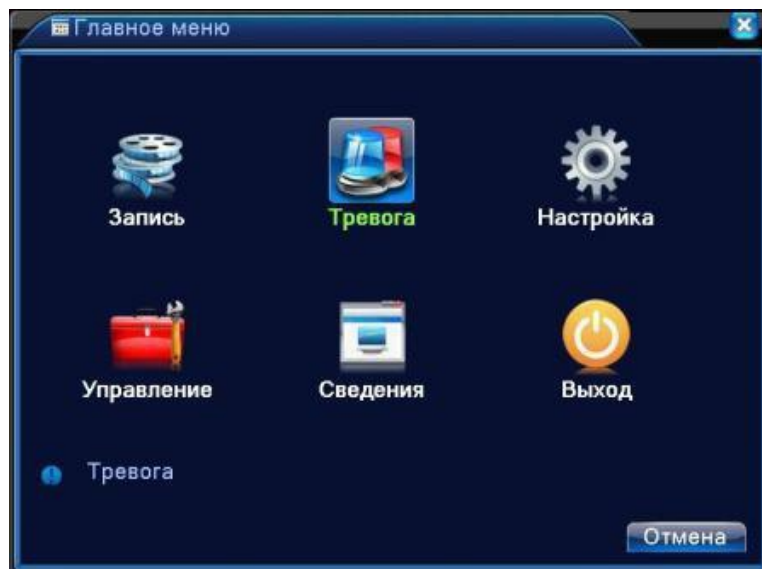 Главное меню
Запись
Тревога
Настройка
Управление
Сведения
Выход
Тревога
Отмена